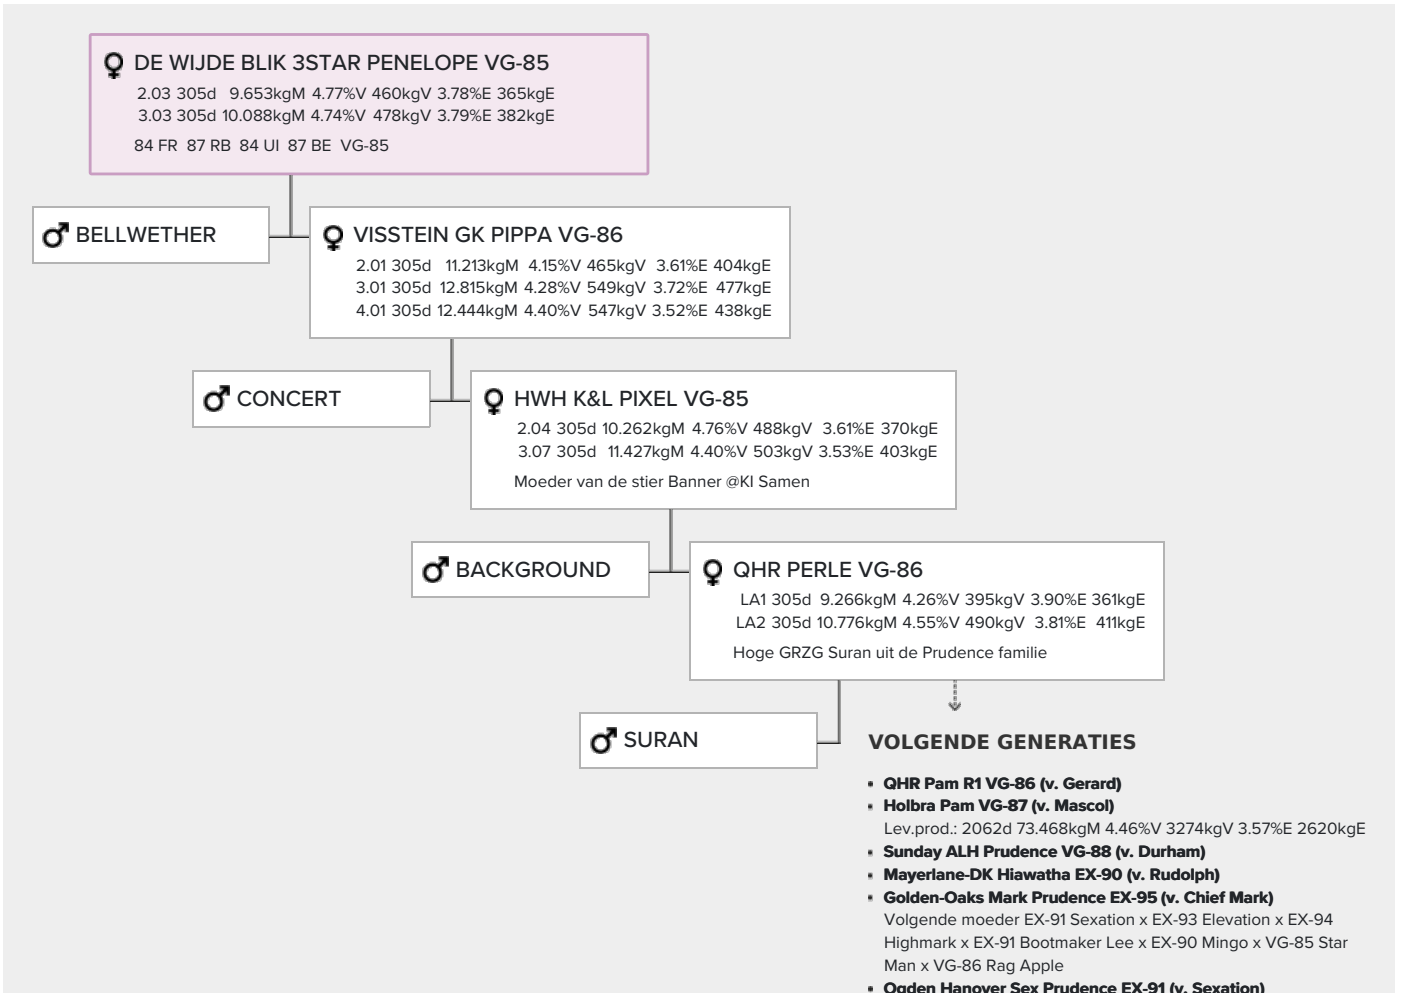 DE WIJDE BLIK 3STAR PENELOPE VG-85
2.03 305d 9.653kgM 4.77%V 460kgV 3.78%E 365kgE
3.03 305d 10.088kgM 4.74%V 478kgV 3.79%E 382kgE
84 FR 87 RB 84 UI 87 BE VG-85
BELLWETHER
VISSTEIN GK PIPPA VG-86
2.01 305d 11.213kgM 4.15%V 465kgV 3.61%E 404kgE
3.01 305d 12.815kgM 4.28%V 549kgV 3.72%E 477kgE
4.01 305d 12.444kgM 4.40%V 547kgV 3.52%E 438kgE
CONCERT
HWH K&L PIXEL VG-85
2.04 305d 10.262kgM 4.76%V 488kgV 3.61%E 370kgE
3.07 305d 11.427kgM 4.40%V 503kgV 3.53%E 403kgE
Moeder van de stier Banner @KI Samen
BACKGROUND
QHR PERLE VG-86
LA1 305d 9.266kgM 4.26%V 395kgV 3.90%E 361kgE
LA2 305d 10.776kgM 4.55%V 490kgV 3.81%E 411kgE
Hoge GRZG Suran uit de Prudence familie
SURAN
VOLGENDE GENERATIES
• QHR Pam R1 VG-86 (v. Gerard)
• Holbra Pam VG-87 (v. Mascol)
Lev.prod.: 2062d 73.468kgM 4.46%V 3274kgV 3.57%E 2620kgE
• Sunday ALH Prudence VG-88 (v. Durham)
• Mayerlane-DK Hiawatha EX-90 (v. Rudolph)
• Golden-Oaks Mark Prudence EX-95 (v. Chief Mark)
Volgende moeder EX-91 Sexation x EX-93 Elevation x EX-94
Highmark x EX-91 Bootmaker Lee x EX-90 Mingo x VG-85 Star
Man x VG-86 Rag Apple
• Ogden Hanover Sex Prudence EX-91 (v. Sexation)